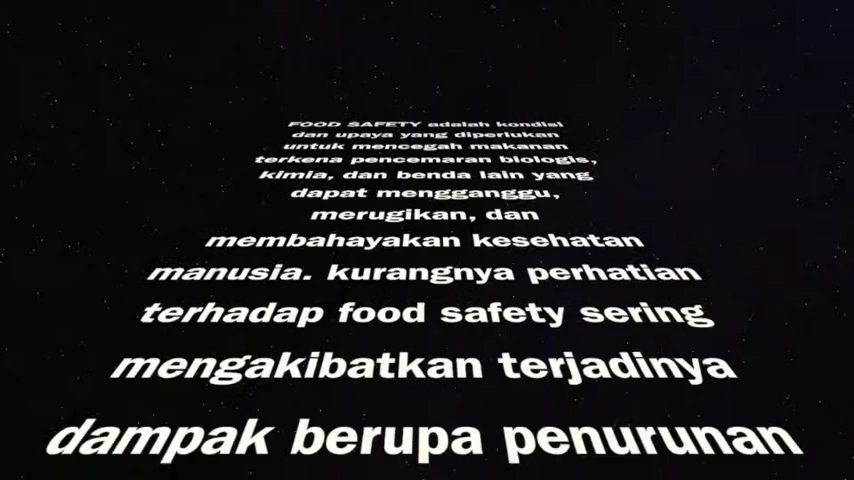 FOOD SAFETY adalah kondisi
dan upaya yang diperlukan
untuk mencegah makanan
terkena pencemaran biologis,
kimia, dan benda lain yang
dapat mengganggu,
merugikan, dan
membahayakan kesehatan
manusia. kurangnya perhatian
terhadap food safety sering
mengakibatkan terjadinya
dampak berupa penurunan